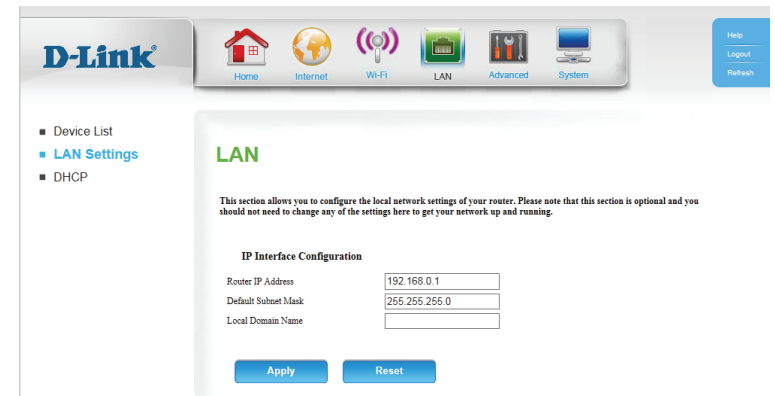 D-Link®
Home
Internet
Wi-Fi
LAN
Advanced
System
Help
Logout
Refresh
Device List
LAN Settings
DHCP
LAN
This section allows you to configure the local network settings of your router. Please note that this section is optional and you
should not need to change any of the settings here to get your network up and running.
IP Interface Configuration
Router IP Address 192.168.0.1
Default Subnet Mask 255.255.255.0
Local Domain Name
Apply Reset